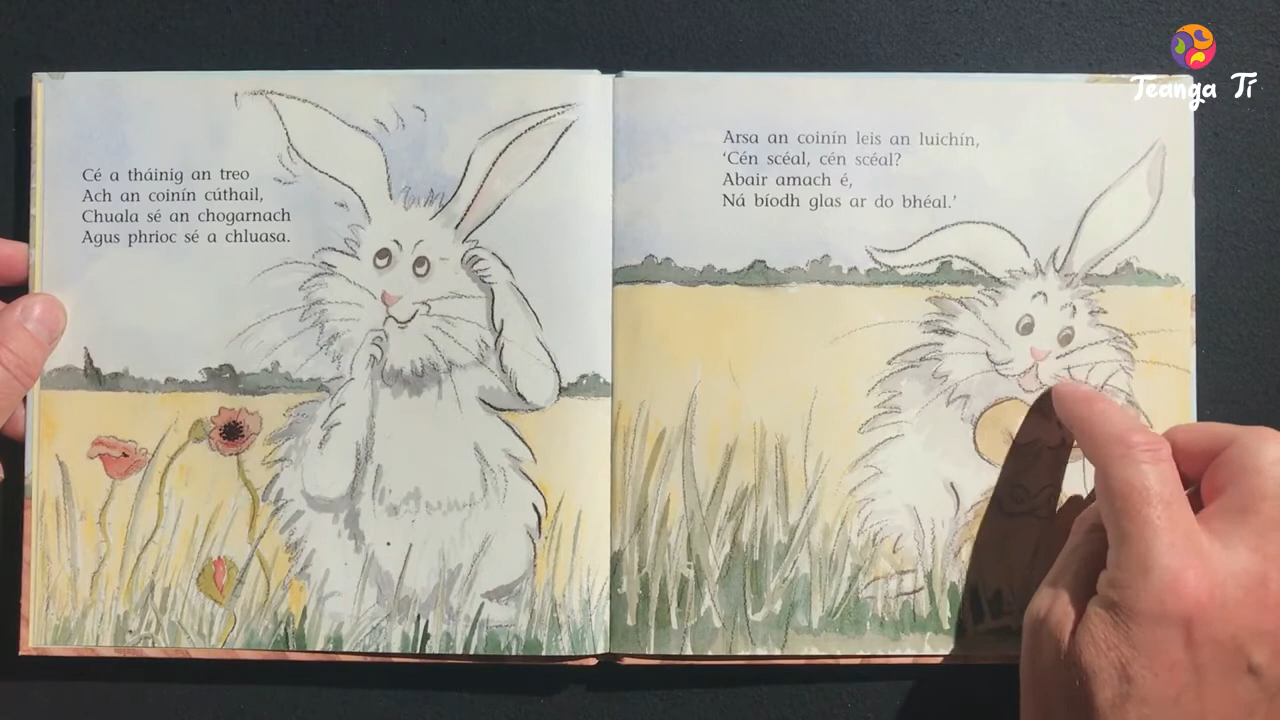 Cé a tháinig an treo
Ach an coinín cúthail,
Chuala sé an chogarnach
Agus phrioc sé a chluasa.
Arsa an coinín leis an luichín,
‘Cén scéal, cén scéal?
Abair amach é,
Ná bíodh glas ar do bhéal.’
Teanga Tí